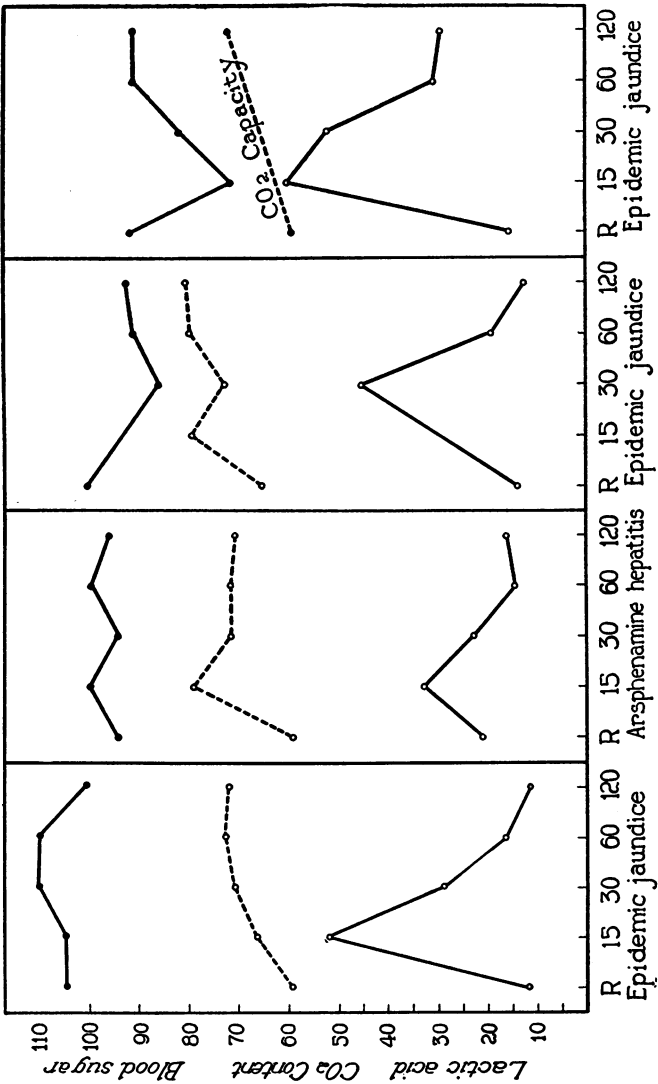 110
100
90
80
70
60
50
40
30
20
10
Blood sugar
CO2 Content
Lactic acid
R 15 30 60 120
Epidemic jaundice
R 15 30 60 120
Arsphenamine hepatitis
R 15 30 60 120
Epidemic jaundice
CO2 Capacity
R 15 30 60 120
Epidemic jaundice